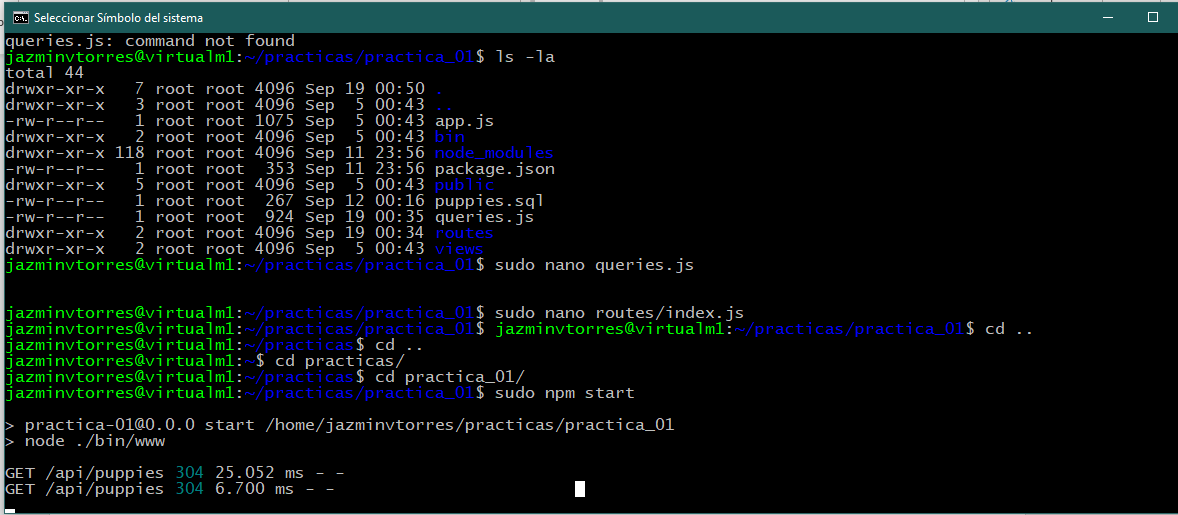 Seleccionar Símbolo del sistema
queries.js: command not found
jazminvtorres@virtualm1:~/practicas/practica_01$ ls -la
total 44
drwxr-xr-x   7 root root 4096 Sep 19 00:50 .
drwxr-xr-x   3 root root 4096 Sep  5 00:43 ..
-rw-r--r--   1 root root 1075 Sep  5 00:43 app.js
drwxr-xr-x   2 root root 4096 Sep  5 00:43 bin
drwxr-xr-x 118 root root 4096 Sep 11 23:56 node_modules
-rw-r--r--   1 root root  353 Sep 11 23:56 package.json
drwxr-xr-x   5 root root 4096 Sep  5 00:43 public
-rw-r--r--   1 root root  267 Sep 12 00:16 puppies.sql
-rw-r--r--   1 root root  924 Sep 19 00:35 queries.js
drwxr-xr-x   2 root root 4096 Sep 19 00:34 routes
drwxr-xr-x   2 root root 4096 Sep  5 00:43 views
jazminvtorres@virtualm1:~/practicas/practica_01$ sudo nano queries.js
jazminvtorres@virtualm1:~/practicas/practica_01$ sudo nano routes/index.js
jazminvtorres@virtualm1:~/practicas/practica_01$ jazminvtorres@virtualm1:~/practicas/practica_01$ cd ..
jazminvtorres@virtualm1:~/practicas$ cd ..
jazminvtorres@virtualm1:~$ cd practicas/
jazminvtorres@virtualm1:~/practicas$ cd practica_01/
jazminvtorres@virtualm1:~/practicas/practica_01$ sudo npm start
> practica-01@0.0.0 start /home/jazminvtorres/practicas/practica_01
> node ./bin/www
GET /api/puppies 304 25.052 ms - -
GET /api/puppies 304 6.700 ms - -